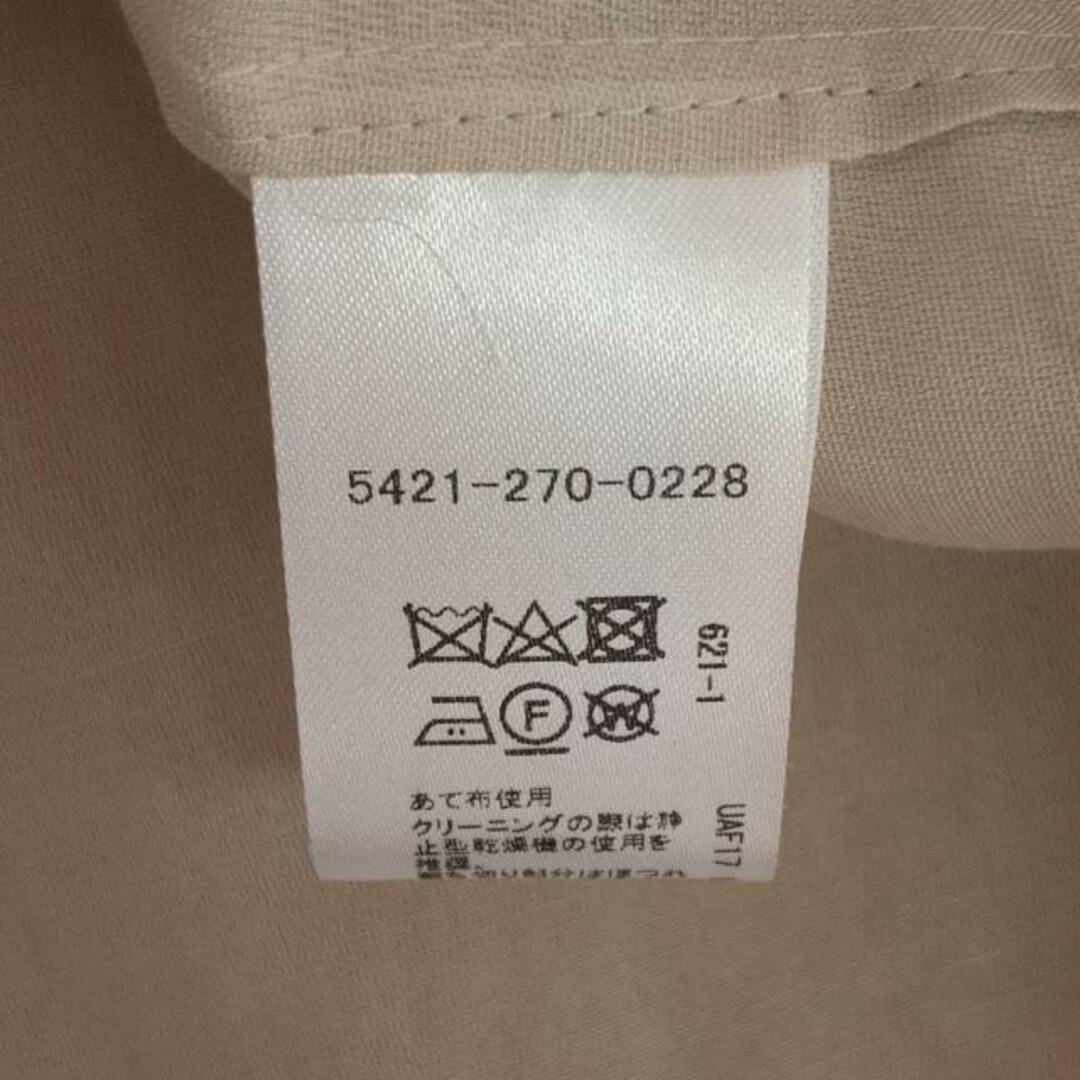 5421-270-0228
621-1
F
W
あて布使用
クリーニングの際は静
止型乾燥機の使用を
推奨。
UAF17